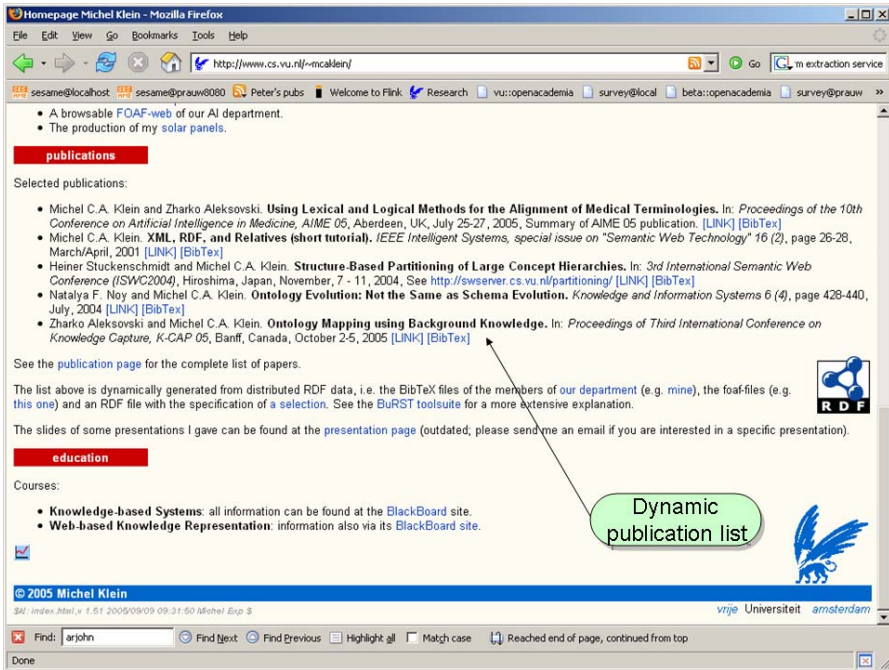 Homepage Michel Klein - Mozilla Firefox
File Edit View Go Bookmarks Tools Help
http://www.cs.vu.nl/~mcaklein/ Go m extraction service
sesame@localhost sesame@prauw8080 Peter's pubs Welcome to Flink Research vu::openacademia survey@local beta::openacademia survey@prauw »
• A browsable FOAF-web of our AI department.
• The production of my solar panels.
publications
Selected publications:
• Michel C.A. Klein and Zharko Aleksovski. Using Lexical and Logical Methods for the Alignment of Medical Terminologies. In: Proceedings of the 10th
Conference on Artificial Intelligence in Medicine, AIME 05, Aberdeen, UK, July 25-27, 2005, Summary of AIME 05 publication. [LINK] [BibTex]
• Michel C.A. Klein. XML, RDF, and Relatives (short tutorial). IEEE Intelligent Systems, special issue on "Semantic Web Technology" 16 (2), page 26-28,
March/April, 2001 [LINK] [BibTex]
• Heiner Stuckenschmidt and Michel C.A. Klein. Structure-Based Partitioning of Large Concept Hierarchies. In: 3rd International Semantic Web
Conference (ISWC2004), Hiroshima, Japan, November, 7 - 11, 2004, See http://swserver.cs.vu.nl/partitioning/ [LINK] [BibTex]
• Natalya F. Noy and Michel C.A. Klein. Ontology Evolution: Not the Same as Schema Evolution. Knowledge and Information Systems 6 (4), page 428-440,
July, 2004 [LINK] [BibTex]
• Zharko Aleksovski and Michel C.A. Klein. Ontology Mapping using Background Knowledge. In: Proceedings of Third International Conference on
Knowledge Capture, K-CAP 05, Banff, Canada, October 2-5, 2005 [LINK] [BibTex]
See the publication page for the complete list of papers.
The list above is dynamically generated from distributed RDF data, i.e. the BibTeX files of the members of our department (e.g. mine), the foaf-files (e.g.
this one) and an RDF file with the specification of a selection. See the BuRST toolsuite for a more extensive explanation.
RDF
The slides of some presentations I gave can be found at the presentation page (outdated; please send me an email if you are interested in a specific presentation).
education
Courses:
• Knowledge-based Systems: all information can be found at the BlackBoard site.
• Web-based Knowledge Representation: information also via its BlackBoard site.
Dynamic
publication list
© 2005 Michel Klein
$Id: index.html,v 1.51 2005/09/09 09:31:50 Michel Exp $
vrije Universiteit amsterdam
Find: arjohn Find Next Find Previous Highlight all Match case Reached end of page, continued from top
Done